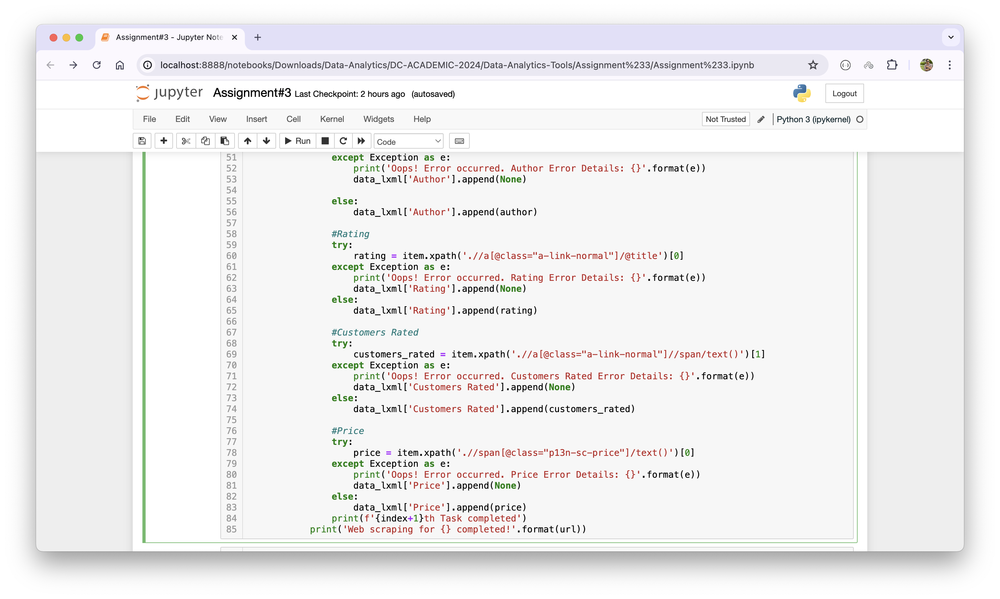 Assignment#3 - Jupyter Note
localhost:8888/notebooks/Downloads/Data-Analytics/DC-ACADEMIC-2024/Data-Analytics-Tools/Assignment%233/Assignment%233.ipynb
jupyter Assignment#3 Last Checkpoint: 2 hours ago (autosaved) Logout
File Edit View Insert Cell Kernel Widgets Help Not Trusted Python 3 (ipykernel)
Run Code
51 except Exception as e:
52 print('Oops! Error occurred. Author Error Details: {}'.format(e))
53 data_lxml['Author'].append(None)
54
55 else:
56 data_lxml['Author'].append(author)
57
58 #Rating
59 try:
60 rating = item.xpath('.//a[@class="a-link-normal"]/@title')[0]
61 except Exception as e:
62 print('Oops! Error occurred. Rating Error Details: {}'.format(e))
63 data_lxml['Rating'].append(None)
64 else:
65 data_lxml['Rating'].append(rating)
66
67 #Customers Rated
68 try:
69 customers_rated = item.xpath('.//a[@class="a-link-normal"]//span/text()')[1]
70 except Exception as e:
71 print('Oops! Error occurred. Customers Rated Error Details: {}'.format(e))
72 data_lxml['Customers Rated'].append(None)
73 else:
74 data_lxml['Customers Rated'].append(customers_rated)
75
76 #Price
77 try:
78 price = item.xpath('.//span[@class="p13n-sc-price"]/text()')[0]
79 except Exception as e:
80 print('Oops! Error occurred. Price Error Details: {}'.format(e))
81 data_lxml['Price'].append(None)
82 else:
83 data_lxml['Price'].append(price)
84 print(f'{index+1}th Task completed')
85 print('Web scraping for {} completed!'.format(url))